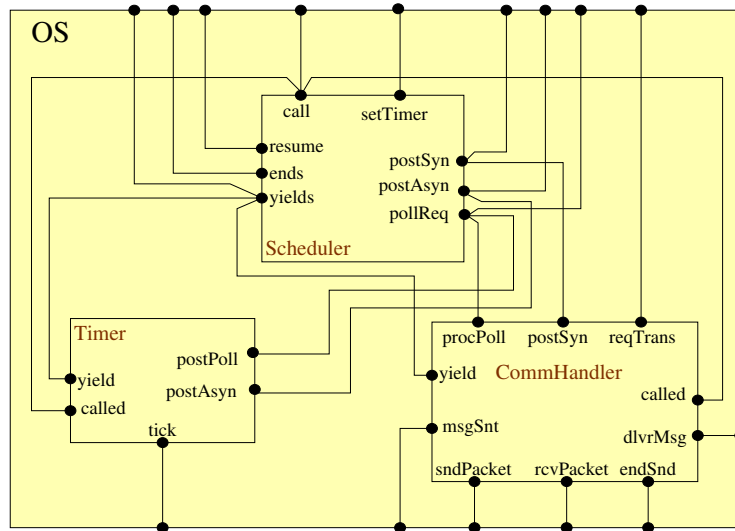 OS
call
setTimer
resume
postSyn
ends
postAsyn
yields
pollReq
Scheduler
Timer
procPoll postSyn reqTrans
postPoll
yield
CommHandler
yield
postAsyn
called
called
msgSnt
tick
dlvrMsg
sndPacket rcvPacket endSnd